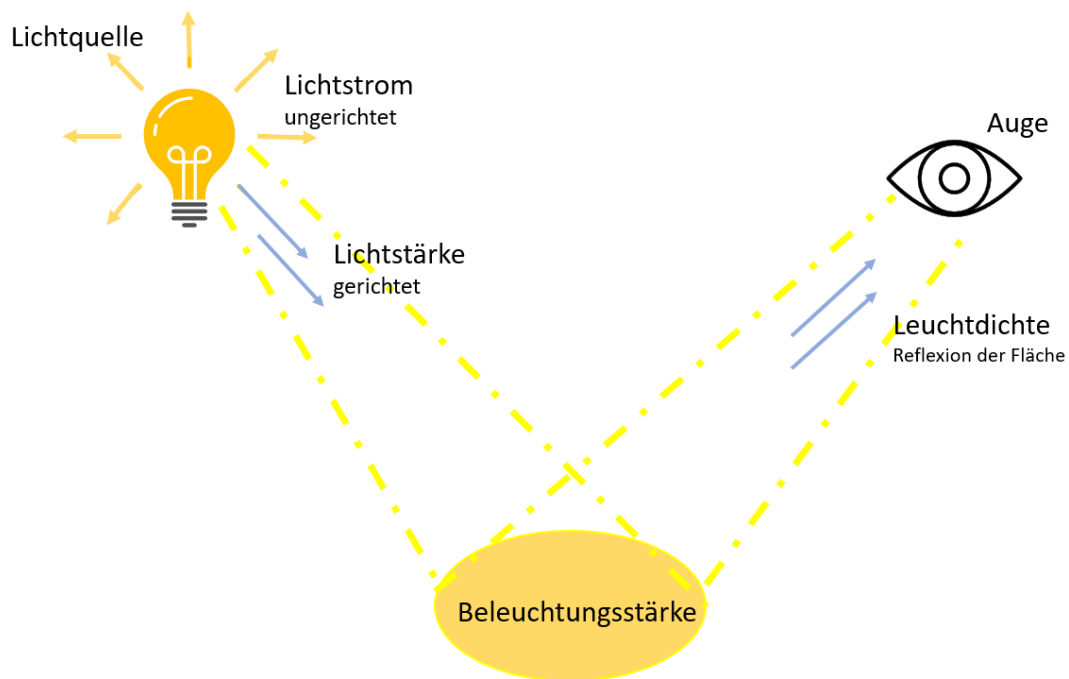 Lichtquelle
Lichtstrom
ungerichtet
Auge
Lichtstärke
gerichtet
Leuchtdichte
Reflexion der Fläche
Beleuchtungsstärke